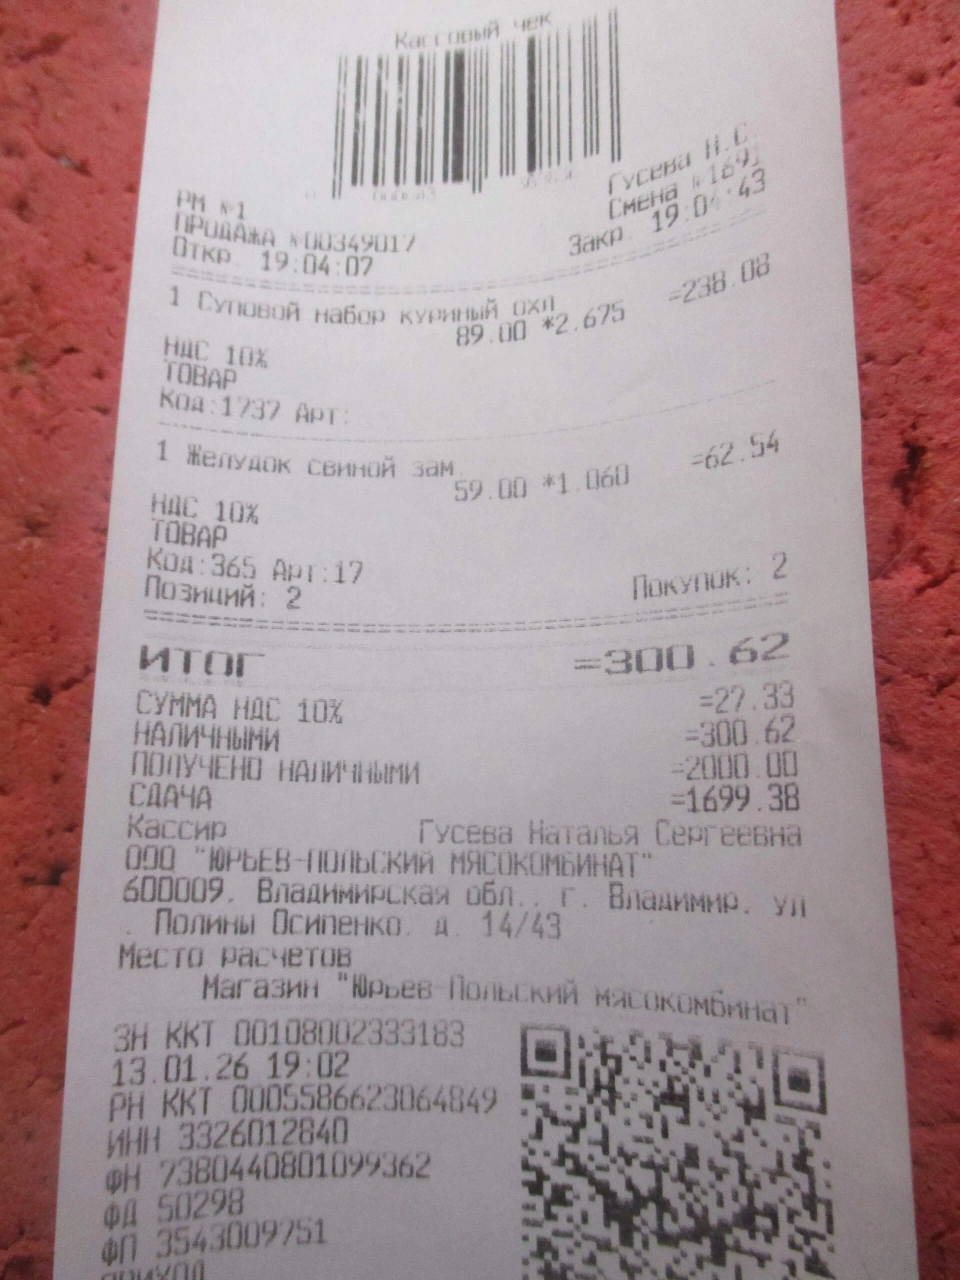 Кассовый чек
Гусева Н.С.
РМ №1
Смена №1691
ПРОДАЖА №00349017
Закр. 19:04:43
Откр. 19:04:07
1 Суповой набор куриный охл
89.00 *2.675 =238.08
НДС 10%
ТОВАР
Код:1737 Арт:
1 Желудок свиной зам.
59.00 *1.060 =62.54
НДС 10%
ТОВАР
Код:365 Арт:17
Позиций: 2 Покупок: 2
ИТОГ =300.62
СУММА НДС 10% =27.33
НАЛИЧНЫМИ =300.62
ПОЛУЧЕНО НАЛИЧНЫМИ =2000.00
СДАЧА =1699.38
Кассир Гусева Наталья Сергеевна
ООО "ЮРЬЕВ-ПОЛЬСКИЙ МЯСОКОМБИНАТ"
600009, Владимирская обл., г. Владимир, ул
. Полины Осипенко, д. 14/43
Место расчетов
Магазин "Юрьев-Польский мясокомбинат"
ЗН ККТ 00108002333183
13.01.26 19:02
РН ККТ 0005586623064849
ИНН 3326012840
ФН 7380440801099362
ФД 50298
ФП 3543009751
ПРИХОД